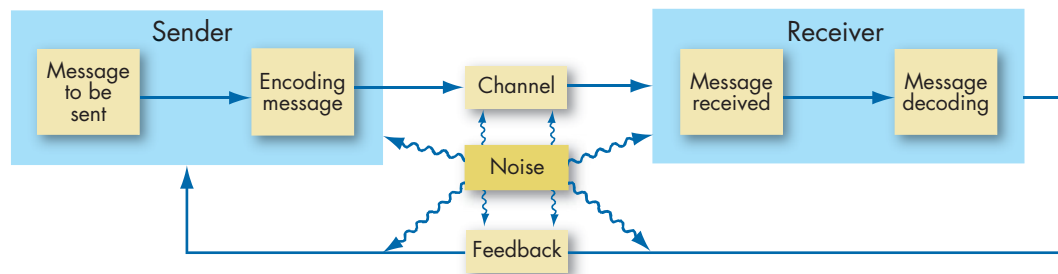 Sender
Message
to be
sent
Encoding
message
Channel
Receiver
Message
received
Message
decoding
Noise
Feedback